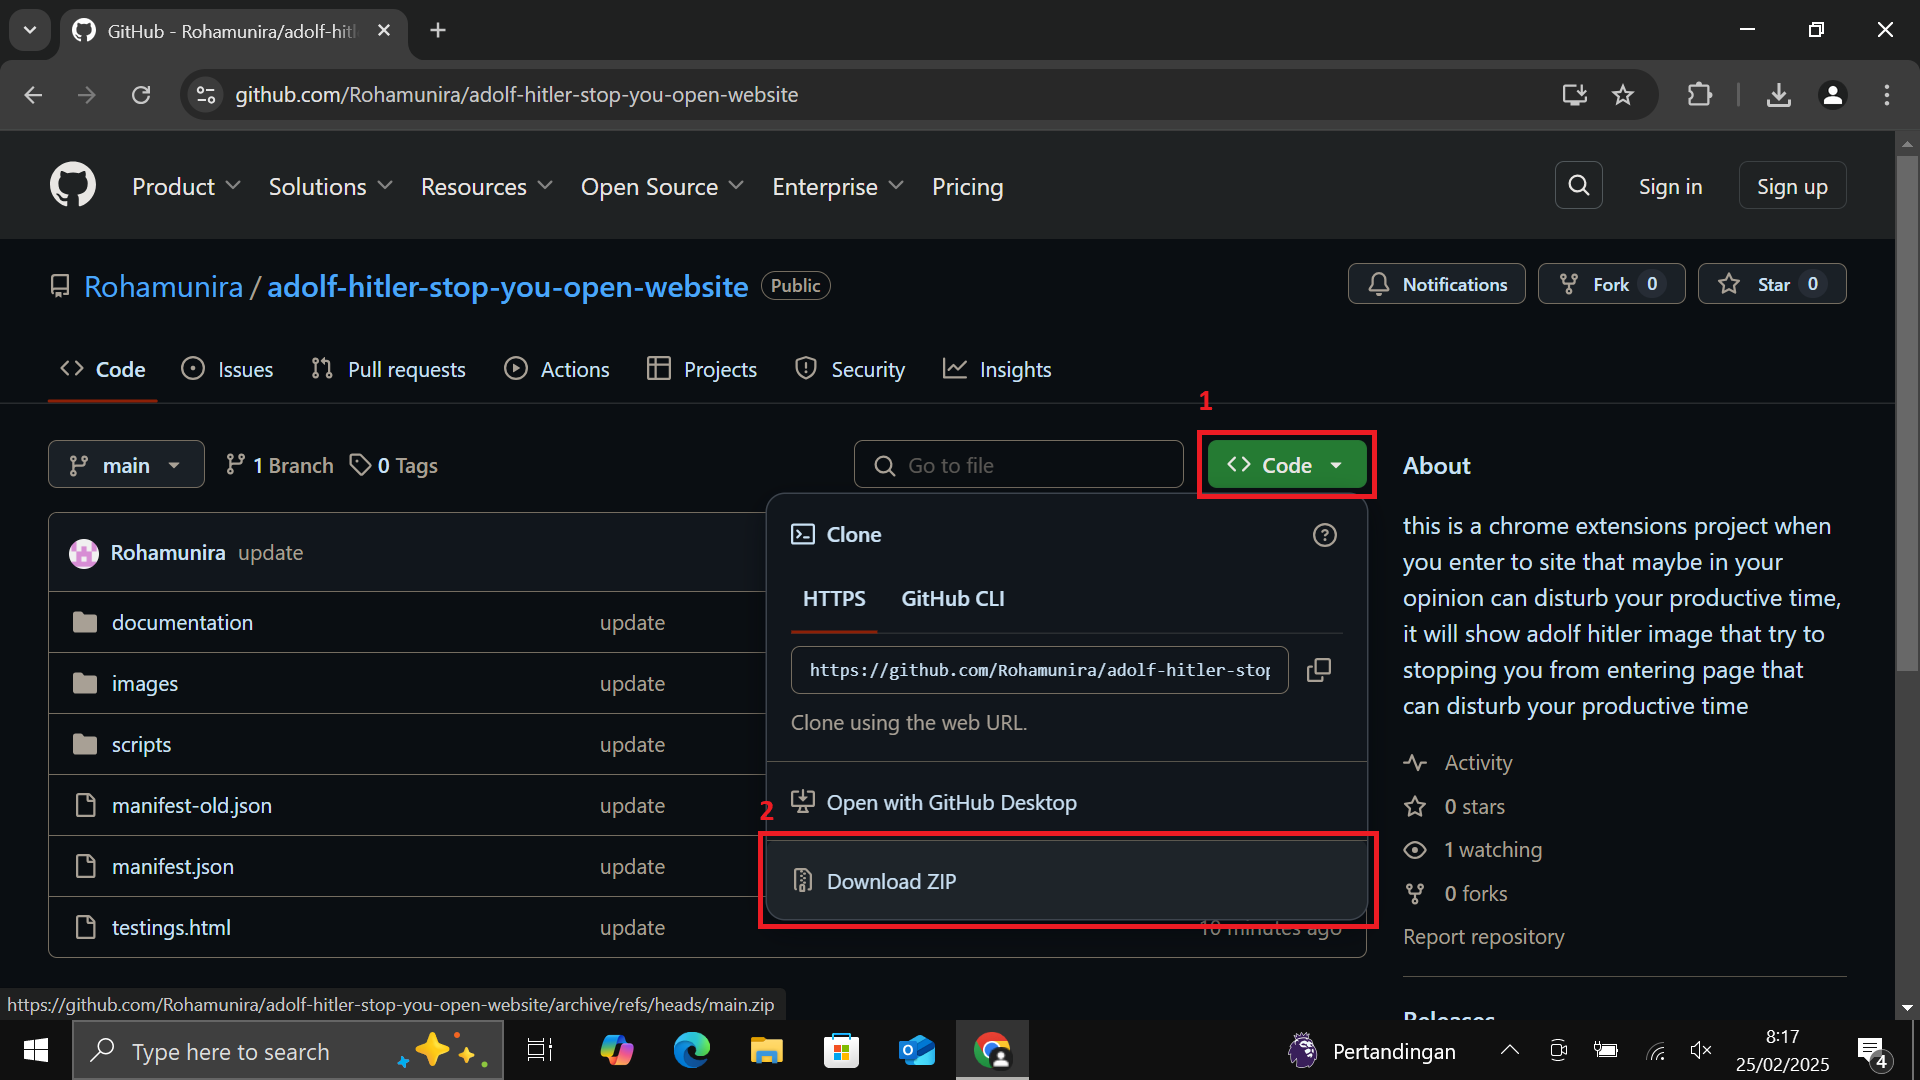 GitHub - Rohamunira/adolf-hitl
github.com/Rohamunira/adolf-hitler-stop-you-open-website
Product
Solutions
Resources
Open Source
Enterprise
Pricing
Sign in
Sign up
Rohamunira / adolf-hitler-stop-you-open-website
Public
Notifications
Fork 0
Star 0
Code
Issues
Pull requests
Actions
Projects
Security
Insights
1
main
1 Branch
0 Tags
Go to file
Code
Rohamunira update
documentation update
images update
scripts update
manifest-old.json update
manifest.json update
testings.html update
10 minutes ago
Clone
HTTPS
GitHub CLI
https://github.com/Rohamunira/adolf-hitler-stop
Clone using the web URL.
Open with GitHub Desktop
2
Download ZIP
About
this is a chrome extensions project when
you enter to site that maybe in your
opinion can disturb your productive time,
it will show adolf hitler image that try to
stopping you from entering page that
can disturb your productive time
Activity
0 stars
1 watching
0 forks
Report repository
Releases
https://github.com/Rohamunira/adolf-hitler-stop-you-open-website/archive/refs/heads/main.zip
Type here to search
Pertandingan
8:17
25/02/2025
4